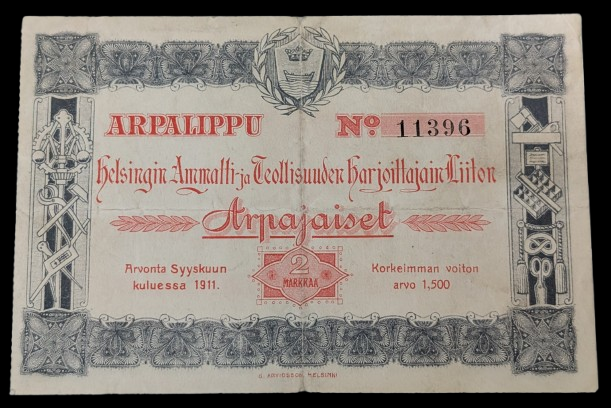 ARPALIPPU Nº 11396
Helsingin Ammatti- ja Teollisuuden Harjoittajain Liiton
Arpajaiset
Arvonta Syyskuun
kuluessa 1911.
2
MARKKAA
Korkeimman voiton
arvo 1,500
HELSINKI